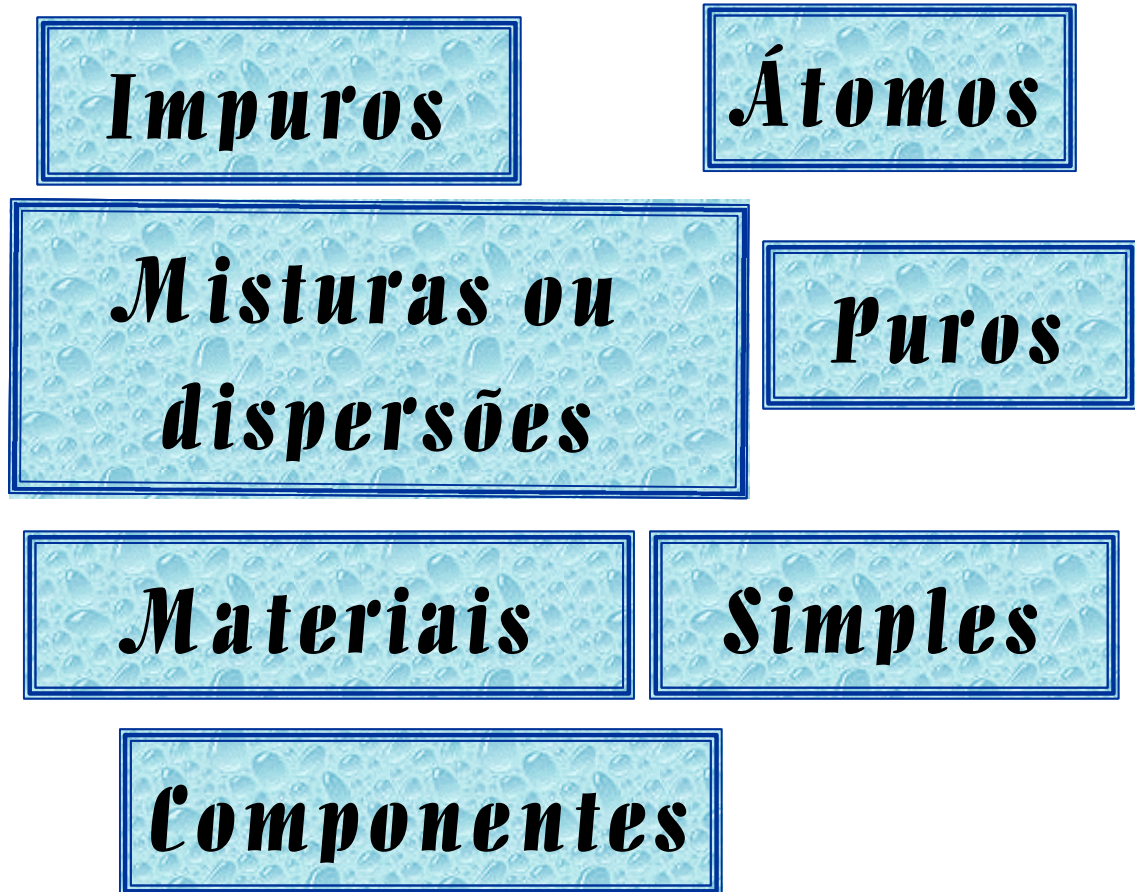 Impuros
Átomos
Misturas ou
dispersões
Puros
Materiais
Simples
Componentes